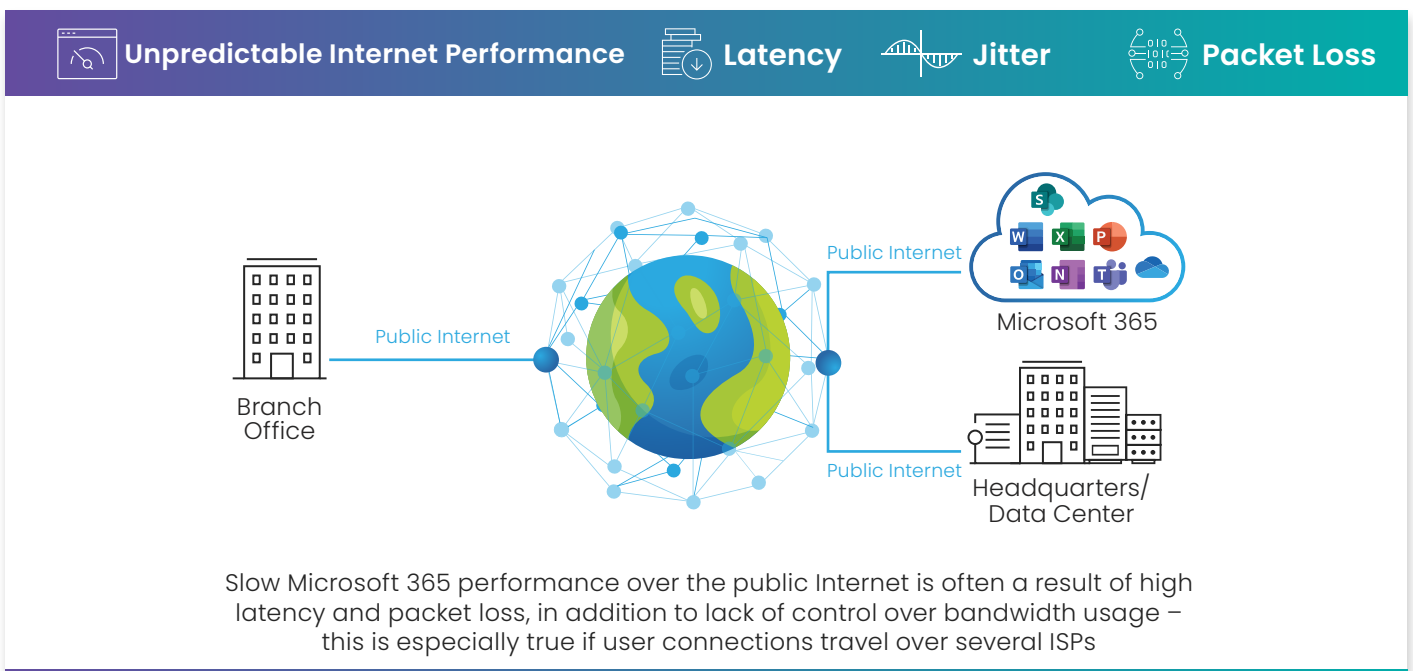 Unpredictable Internet Performance
Latency
Jitter
Packet Loss
Public Internet
Branch
Office
Public Internet
S
W X P
O N T
Microsoft 365
Public Internet
Headquarters/
Data Center
Slow Microsoft 365 performance over the public Internet is often a result of high
latency and packet loss, in addition to lack of control over bandwidth usage –
this is especially true if user connections travel over several ISPs